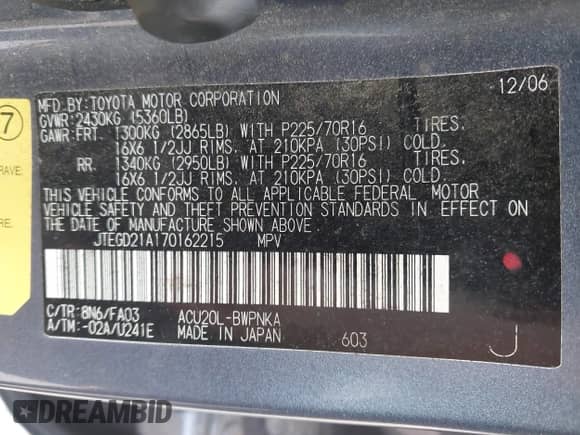 12/06
MFD.BY:TOYOTA MOTOR CORPORATION
GVWR:2430KG (5360LB)
GAWR:FRT. 1300KG (2865LB) WITH P225/70R16 TIRES.
16X6 1/2JJ RIMS. AT 210KPA (30PSI) COLD.
RR. 1340KG (2950LB) WITH P225/70R16 TIRES.
16X6 1/2JJ RIMS. AT 210KPA (30PSI) COLD.
THIS VEHICLE CONFORMS TO ALL APPLICABLE FEDERAL MOTOR
VEHICLE SAFETY AND THEFT PREVENTION STANDARDS IN EFFECT ON
THE DATE OF MANUFACTURE SHOWN ABOVE.
JTEGD21A170162215 MPV
C/TR: 8N6/FA03 ACU20L-BWPNKA
A/TM: -02A/U241E MADE IN JAPAN 603
J
7
RAVE.
RE.
DREAMBID